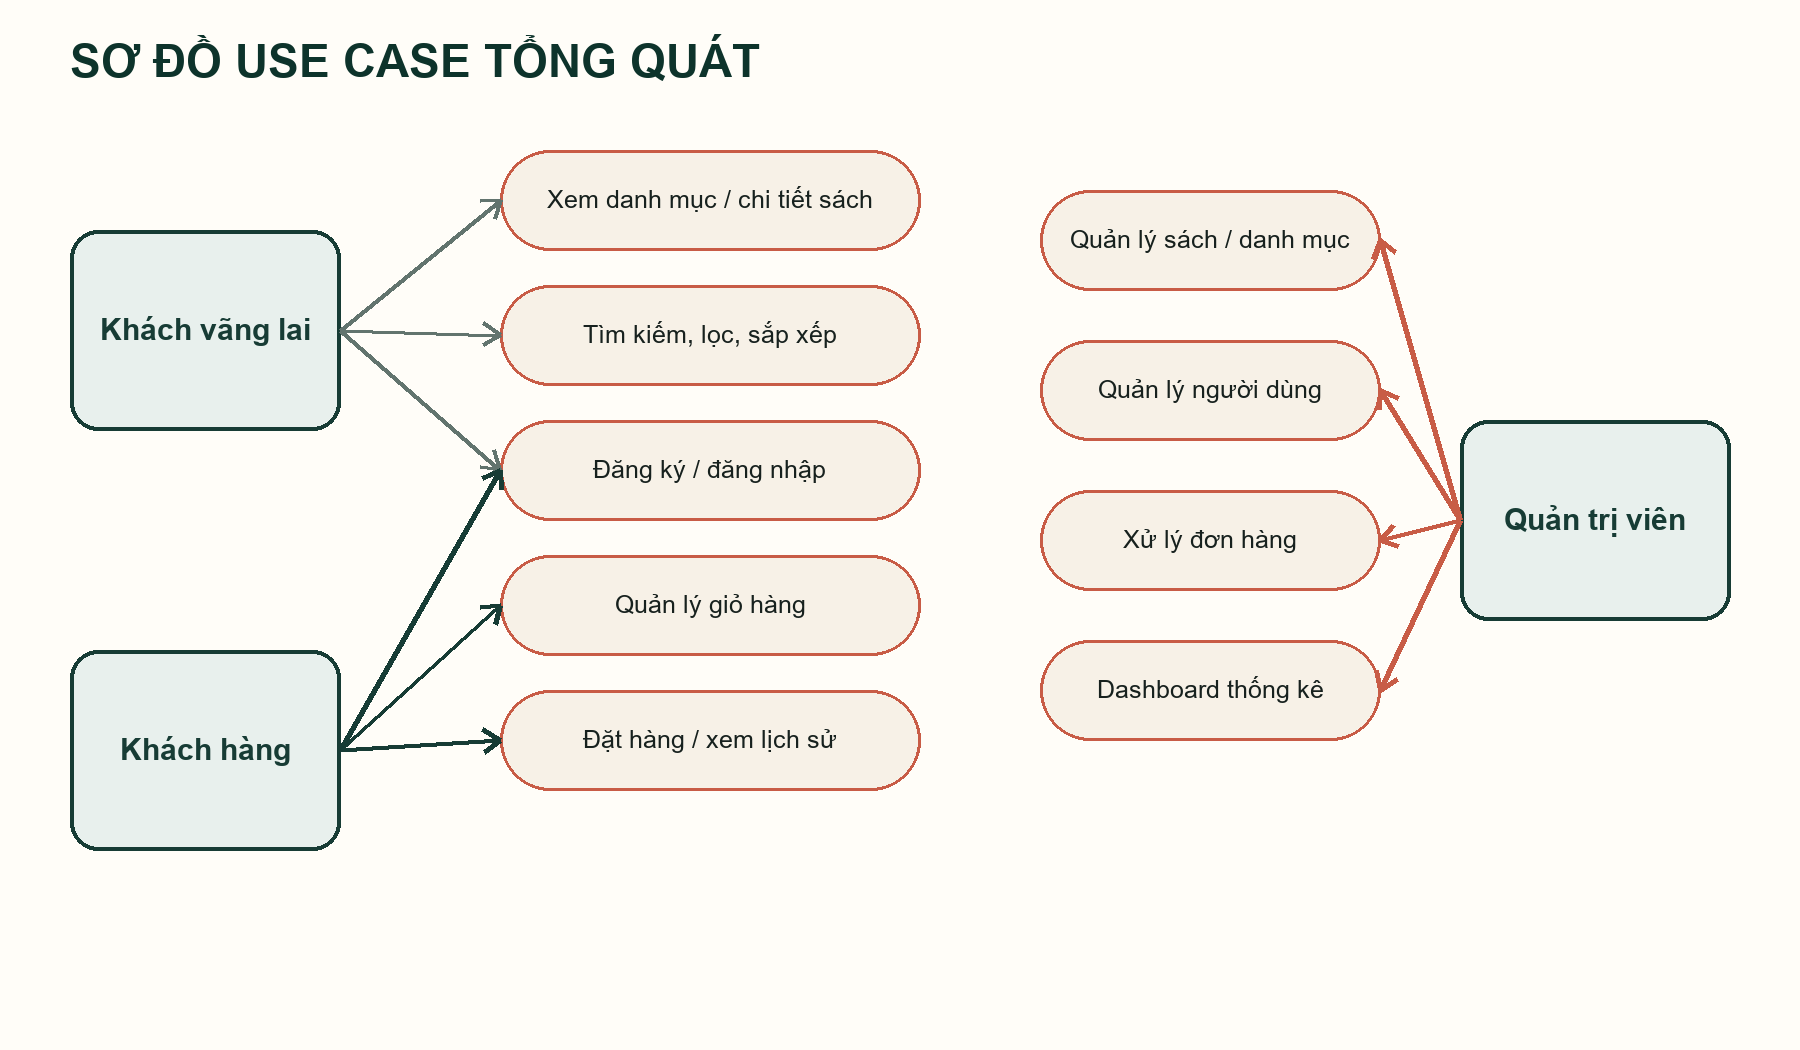 SƠ ĐỒ USE CASE TỔNG QUÁT
Khách vãng lai
Khách hàng
Xem danh mục / chi tiết sách
Tìm kiếm, lọc, sắp xếp
Đăng ký / đăng nhập
Quản lý giỏ hàng
Đặt hàng / xem lịch sử
Quản lý sách / danh mục
Quản lý người dùng
Xử lý đơn hàng
Dashboard thống kê
Quản trị viên